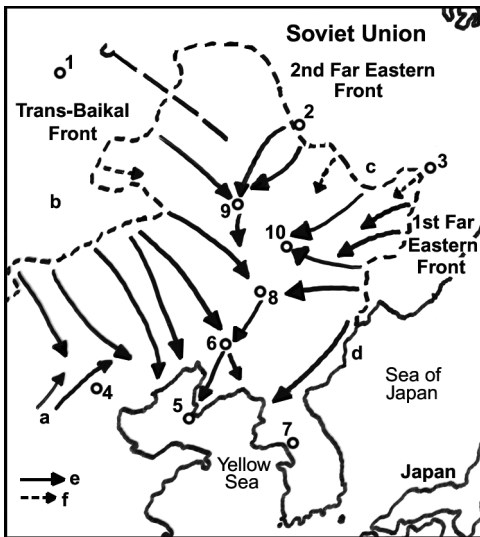 Soviet Union
1
2nd Far Eastern
Front
Trans-Baikal
Front
2
c
3
b
9
10
1st Far
Eastern
Front
8
6
d
4
a
5
7
Sea of
Japan
Yellow
Sea
Japan
e
f